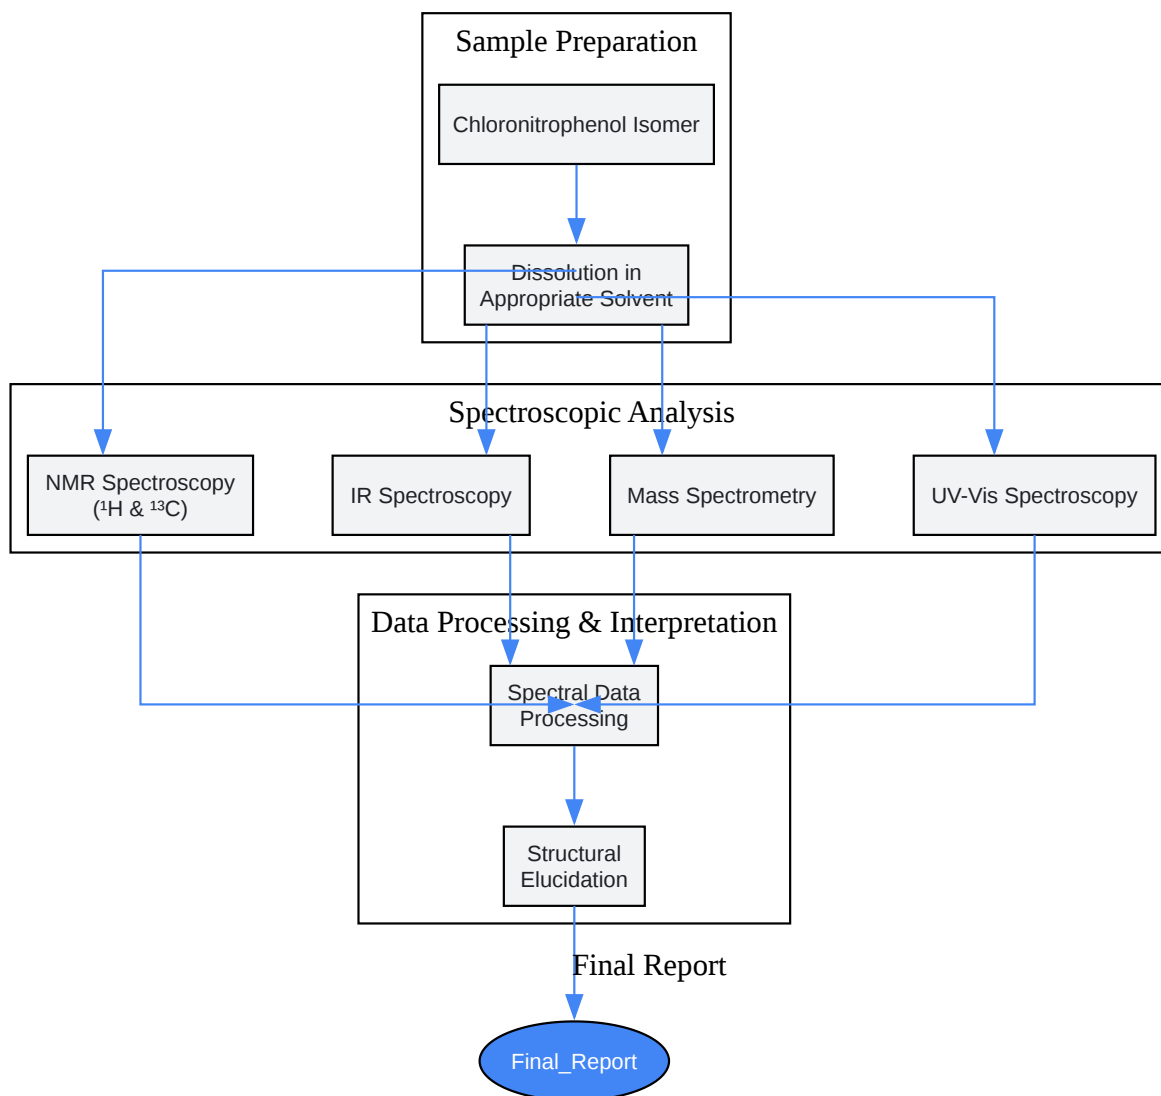 Sample Preparation
Chloronitrophenol Isomer
Dissolution in
Appropriate Solvent
Spectroscopic Analysis
NMR Spectroscopy
(¹H & ¹³C)
IR Spectroscopy
Mass Spectrometry
UV-Vis Spectroscopy
Data Processing & Interpretation
Spectral Data
Processing
Structural
Elucidation
Final Report
Final_Report